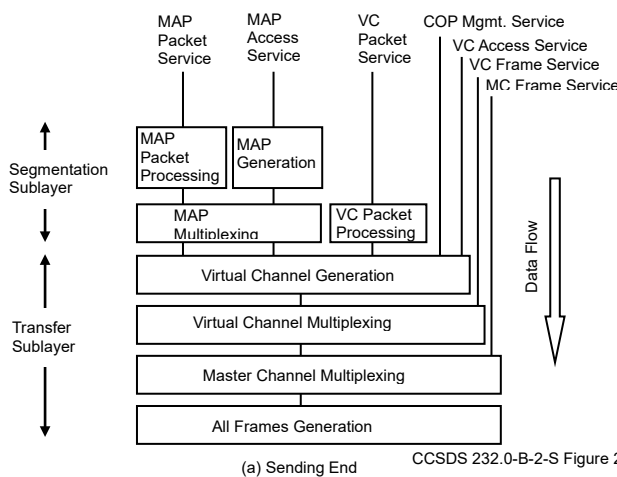 MAP
Packet
Service
MAP
Access
Service
VC
Packet
Service
COP Mgmt. Service
VC Access Service
VC Frame Service
MC Frame Service
Segmentation
Sublayer
MAP
Packet
Processing
MAP
Generation
MAP
Multiplexing
VC Packet
Processing
Data Flow
Virtual Channel Generation
Transfer
Sublayer
Virtual Channel Multiplexing
Master Channel Multiplexing
All Frames Generation
(a) Sending End
CCSDS 232.0-B-2-S Figure 2